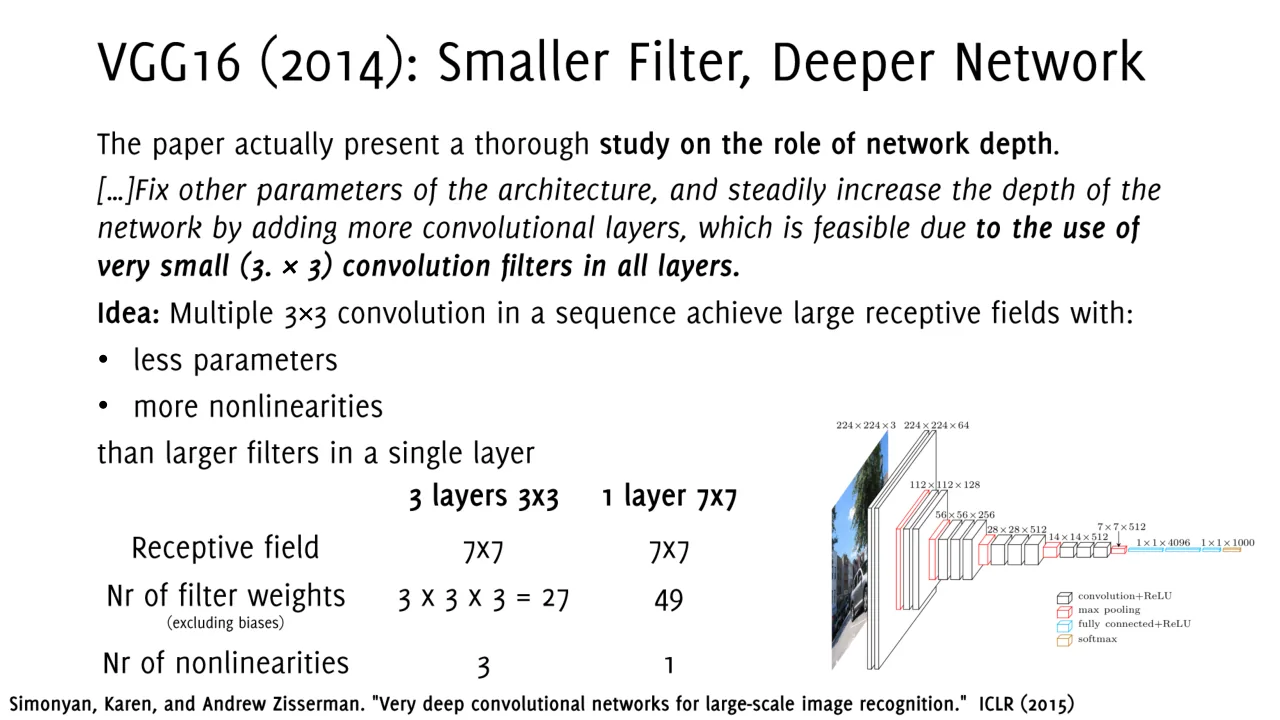 VGG16 (2014): Smaller Filter, Deeper Network
The paper actually present a thorough study on the role of network depth.
[...]Fix other parameters of the architecture, and steadily increase the depth of the
network by adding more convolutional layers, which is feasible due to the use of
very small (3. × 3) convolution filters in all layers.
Idea: Multiple 3×3 convolution in a sequence achieve large receptive fields with:
• less parameters
• more nonlinearities
than larger filters in a single layer
3 layers 3x3 1 layer 7x7
Receptive field 7x7 7x7
Nr of filter weights 3 x 3 x 3 = 27 49
(excluding biases)
Nr of nonlinearities 3 1
224×224×3 224×224×64
112×112×128
56×56×256
28×28×512
14×14×512
7×7×512
1×1×4096 1×1×1000
convolution+ReLU
max pooling
fully connected+ReLU
softmax
Simonyan, Karen, and Andrew Zisserman. "Very deep convolutional networks for large-scale image recognition." ICLR (2015)